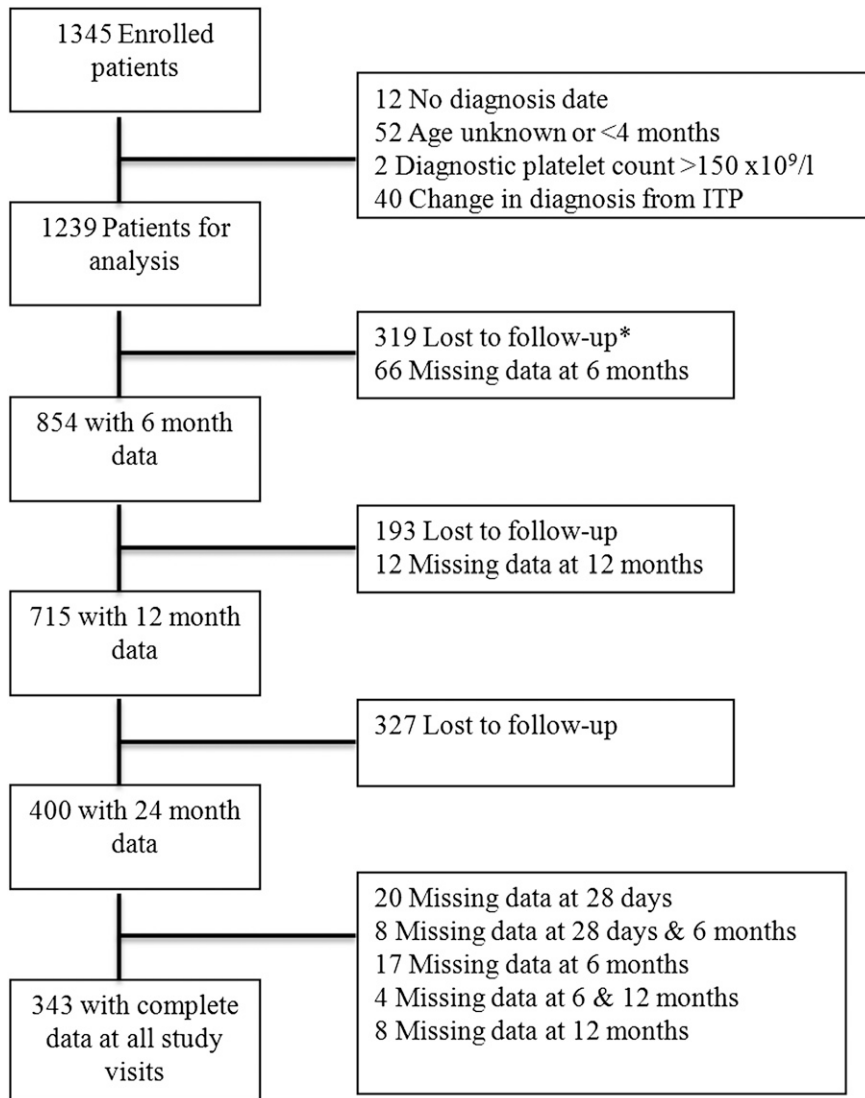 1345 Enrolled
patients
12 No diagnosis date
52 Age unknown or <4 months
2 Diagnostic platelet count >150 x10⁹/l
40 Change in diagnosis from ITP
1239 Patients for
analysis
319 Lost to follow-up*
66 Missing data at 6 months
854 with 6 month
data
193 Lost to follow-up
12 Missing data at 12 months
715 with 12 month
data
327 Lost to follow-up
400 with 24 month
data
20 Missing data at 28 days
8 Missing data at 28 days & 6 months
17 Missing at 6 months
4 Missing data at 6 & 12 months
8 Missing data at 12 months
343 with complete
data at all study
visits